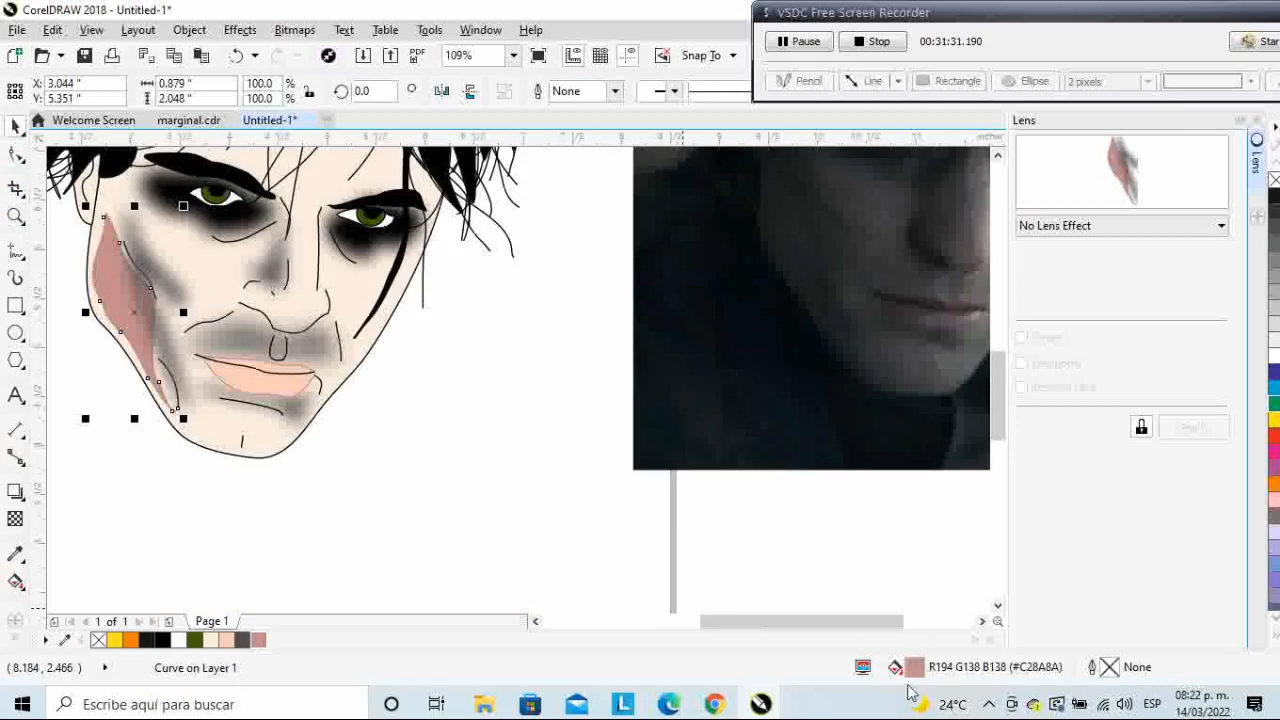 CorelDRAW 2018 - Untitled-1*
VSDC Free Screen Recorder
File Edit View Layout Object Effects Bitmaps Text Table Tools Window Help
Pause Stop 00:31:31.190 Star
PDF 109% Snap To
Pencil Line Rectangle Ellipse 2 pixels
X: 3.044 " 0.879 " 100.0 %
Y: 5.351 " 2.048 " 100.0 %
0.0 None
Welcome Screen marginal.cdr Untitled-1*
Lens
Lens
No Lens Effect
1 of 1 Page 1
( 8.184 , 2.466 ) Curve on Layer 1 R194 G138 B138 (#C28A8A) None
Escribe aquí para buscar 24°C ESP 08:22 p. m.
14/03/2022